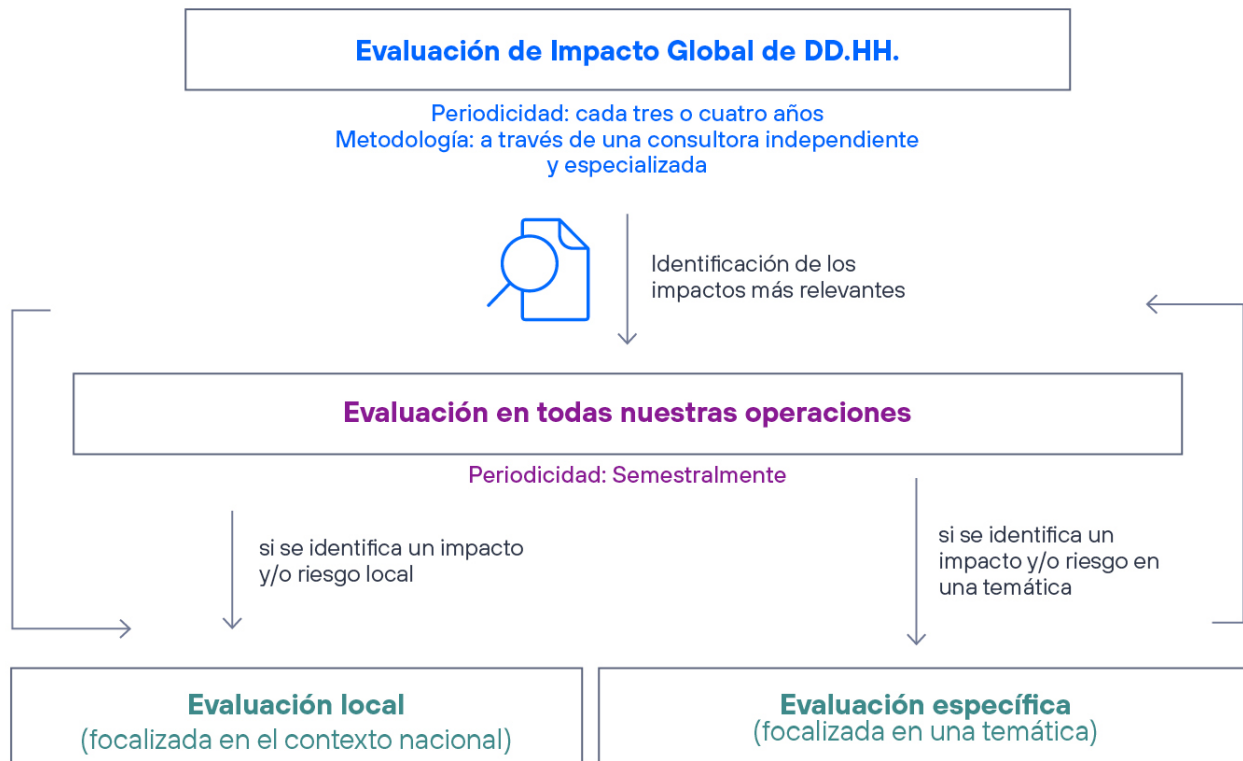 Evaluación de Impacto Global de DD.HH.
Periodicidad: cada tres o cuatro años
Metodología: a través de una consultora independiente
y especializada
Identificación de los
impactos más relevantes
Evaluación en todas nuestras operaciones
Periodicidad: Semestralmente
si se identifica un impacto
y/o riesgo local
si se identifica un
impacto y/o riesgo en
una temática
Evaluación local
(focalizada en el contexto nacional)
Evaluación específica
(focalizada en una temática)